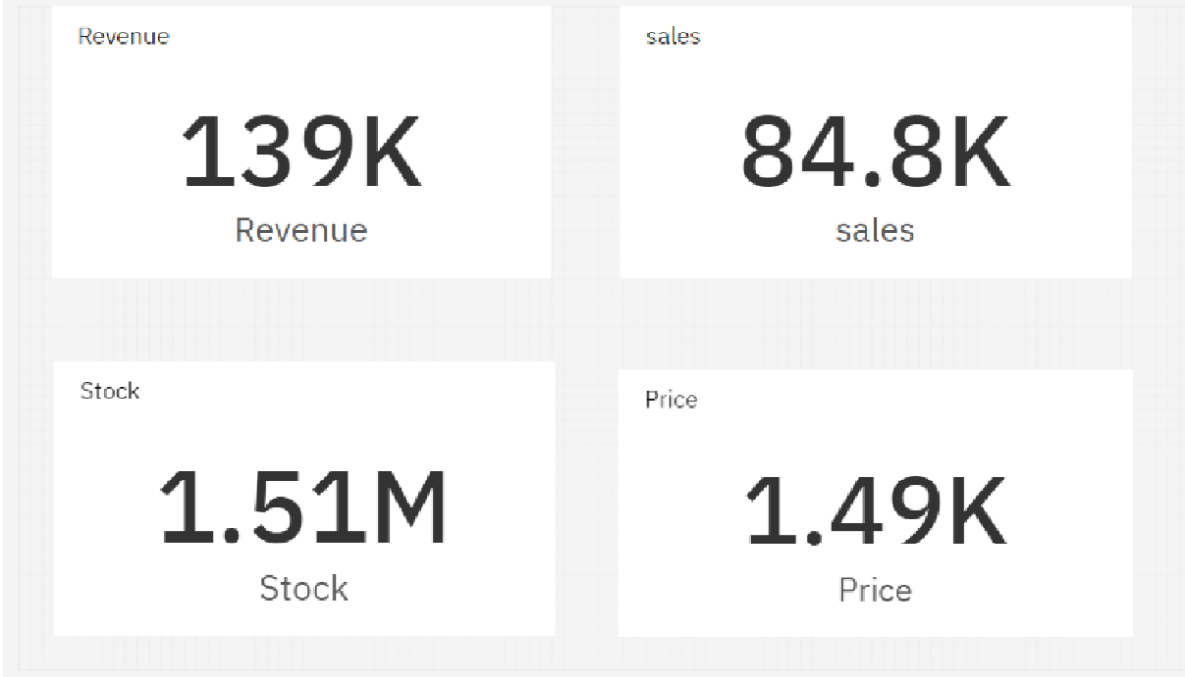 Revenue
139K
Revenue
sales
84.8K
sales
Stock
1.51M
Stock
Price
1.49K
Price